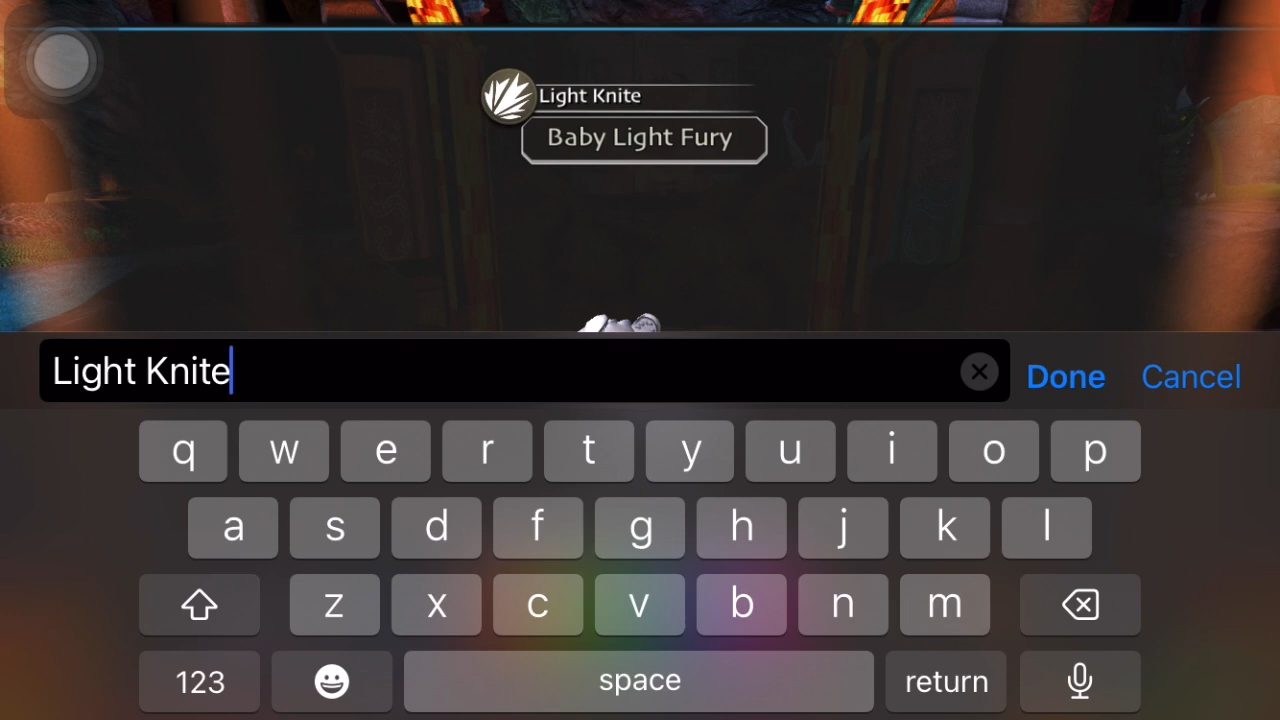 Light Knite
Baby Light Fury
Light Knite
Done
Cancel
q w e r t y u i o p
a s d f g h j k l
z x c v b n m
123
space
return